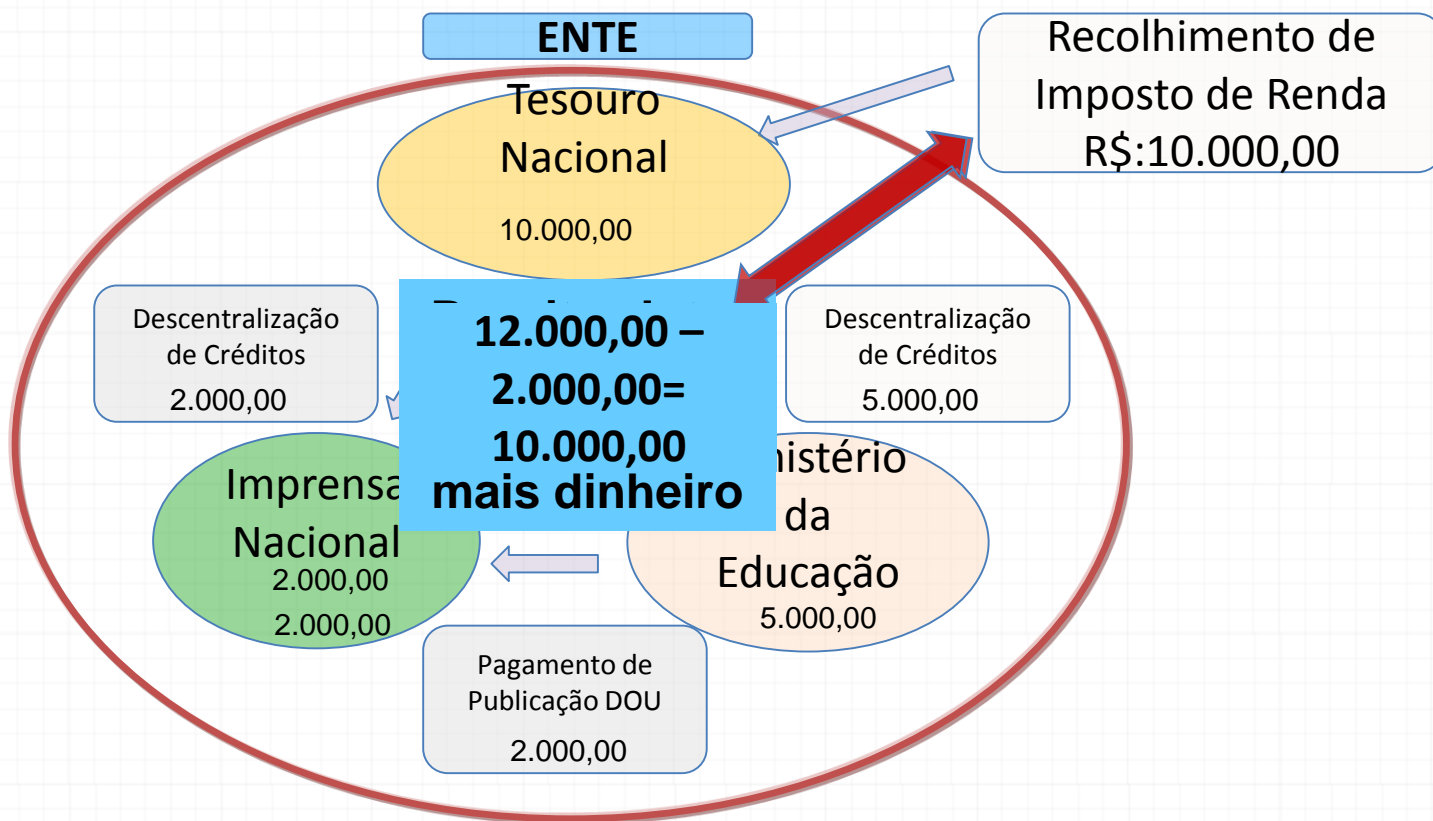 ENTE
Recolhimento de
Imposto de Renda
R$:10.000,00
Tesouro
Nacional
10.000,00
Descentralização
de Créditos
2.000,00
12.000,00 –
2.000,00=
10.000,00
mais dinheiro
Descentralização
de Créditos
5.000,00
Imprensa
Nacional
2.000,00
2.000,00
nistério
da
Educação
5.000,00
Pagamento de
Publicação DOU
2.000,00